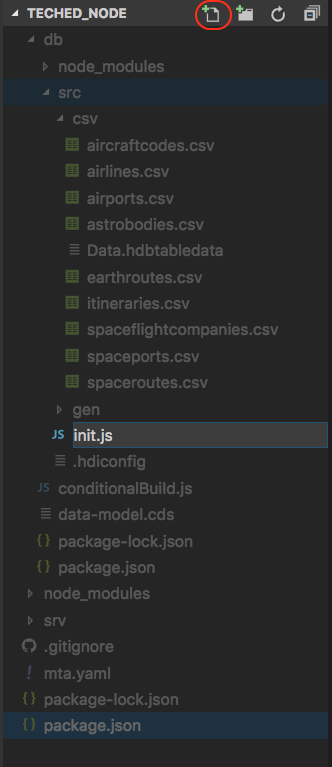 TECHED_NODE
db
node_modules
src
csv
aircraftcodes.csv
airlines.csv
airports.csv
astrobodies.csv
Data.hdbtabledata
earthroutes.csv
itineraries.csv
spaceflightcompanies.csv
spaceports.csv
spaceroutes.csv
gen
JS init.js
.hdiconfig
JS conditionalBuild.js
data-model.cds
{} package-lock.json
{} package.json
node_modules
srv
.gitignore
! mta.yaml
{} package-lock.json
{} package.json